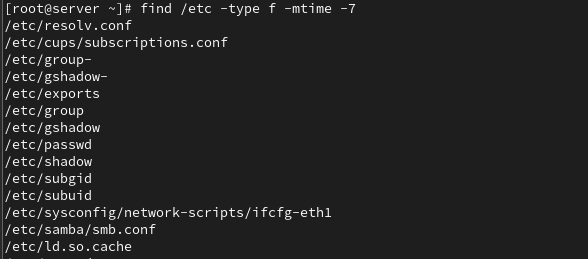 [root@server ~]# find /etc -type f -mtime -7
/etc/resolv.conf
/etc/cups/subscriptions.conf
/etc/group-
/etc/gshadow-
/etc/exports
/etc/group
/etc/gshadow
/etc/passwd
/etc/shadow
/etc/subgid
/etc/subuid
/etc/sysconfig/network-scripts/ifcfg-eth1
/etc/samba/smb.conf
/etc/ld.so.cache